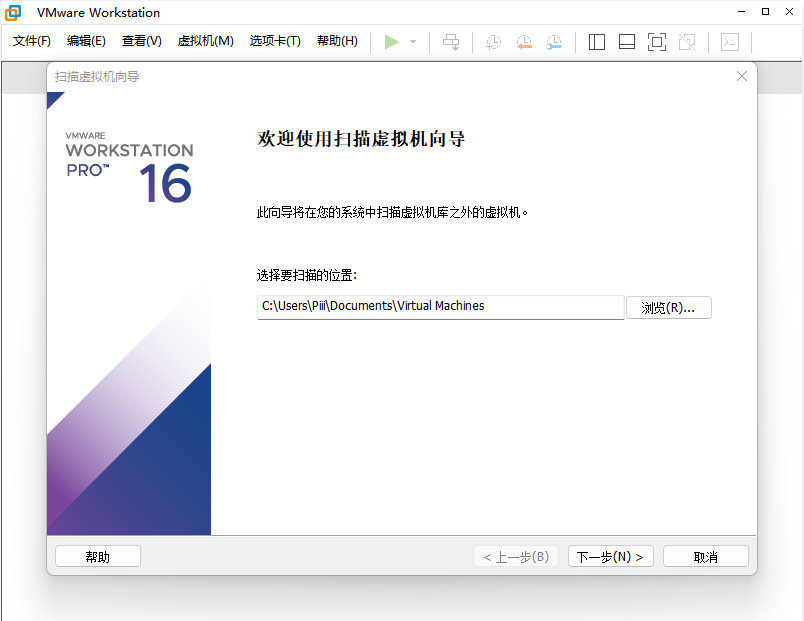 VMware Workstation
文件(F) 编辑(E) 查看(V) 虚拟机(M) 选项卡(T) 帮助(H)
扫描虚拟机向导
VMWARE
WORKSTATION
PRO™ 16
欢迎使用扫描虚拟机向导
此向导将在您的系统中扫描虚拟机库之外的虚拟机。
选择要扫描的位置:
C:\Users\Piii\Documents\Virtual Machines 浏览(R)...
帮助 < 上一步(B) 下一步(N) > 取消